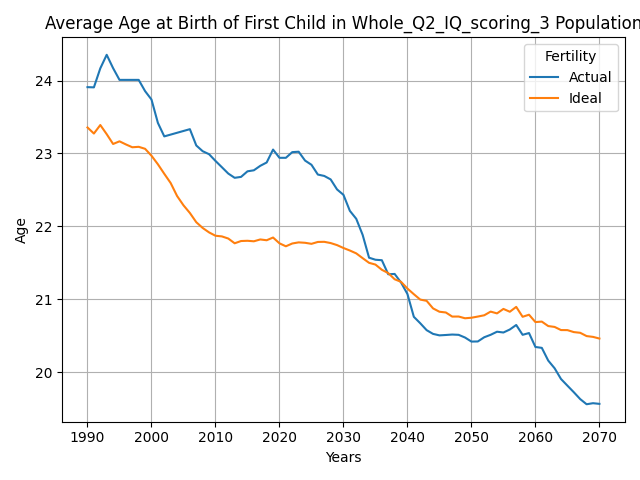 Average Age at Birth of First Child in Whole_Q2_IQ_scoring_3 Population
Fertility
Actual
Ideal
Age
24
23
22
21
20
1990 2000 2010 2020 2030 2040 2050 2060 2070
Years